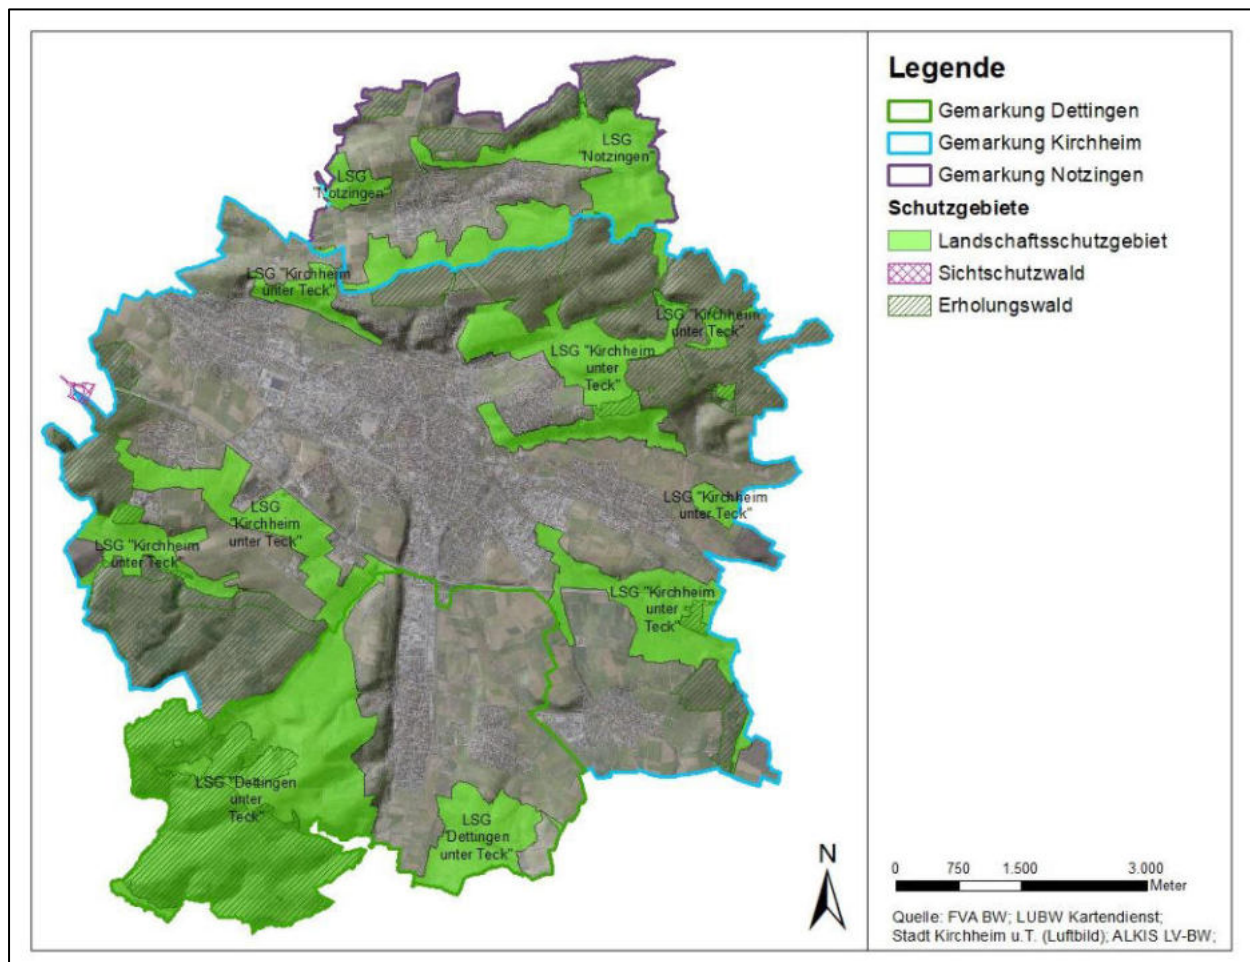 LSG
"Notzingen"
LSG
"Notzingen"
LSG "Kirchheim
unter Teck"
LSG "Kirchheim
unter Teck"
LSG "Kirchheim
unter
Teck"
LSG "Kirchheim
unter Teck"
LSG
"Kirchheim
unter Teck"
LSG "Kirchheim
unter Teck"
LSG "Kirchheim
unter
Teck"
LSG "Dettingen
unter
Teck"
LSG
"Dettingen
unter Teck"
N
Legende
Gemarkung Dettingen
Gemarkung Kirchheim
Gemarkung Notzingen
Schutzgebiete
Landschaftsschutzgebiet
Sichtschutzwald
Erholungswald
0 750 1.500 3.000
Meter
Quelle: FVA BW; LUBW Kartendienst;
Stadt Kirchheim u.T. (Luftbild); ALKIS LV-BW;